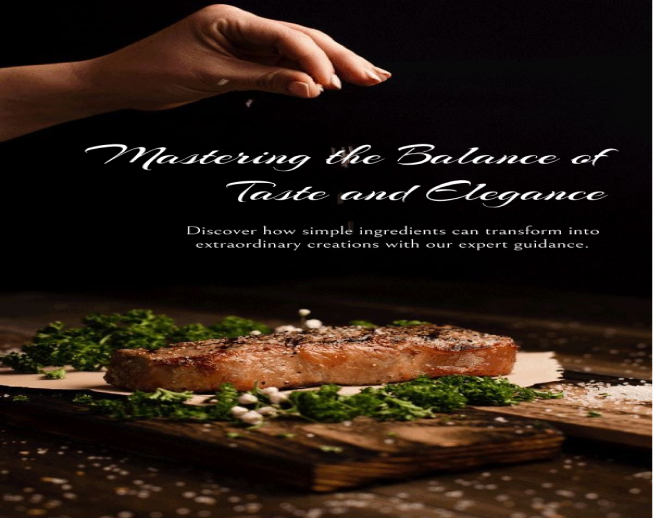 Mastering the Balance of
Taste and Elegance
Discover how simple ingredients can transform into
extraordinary creations with our expert guidance.